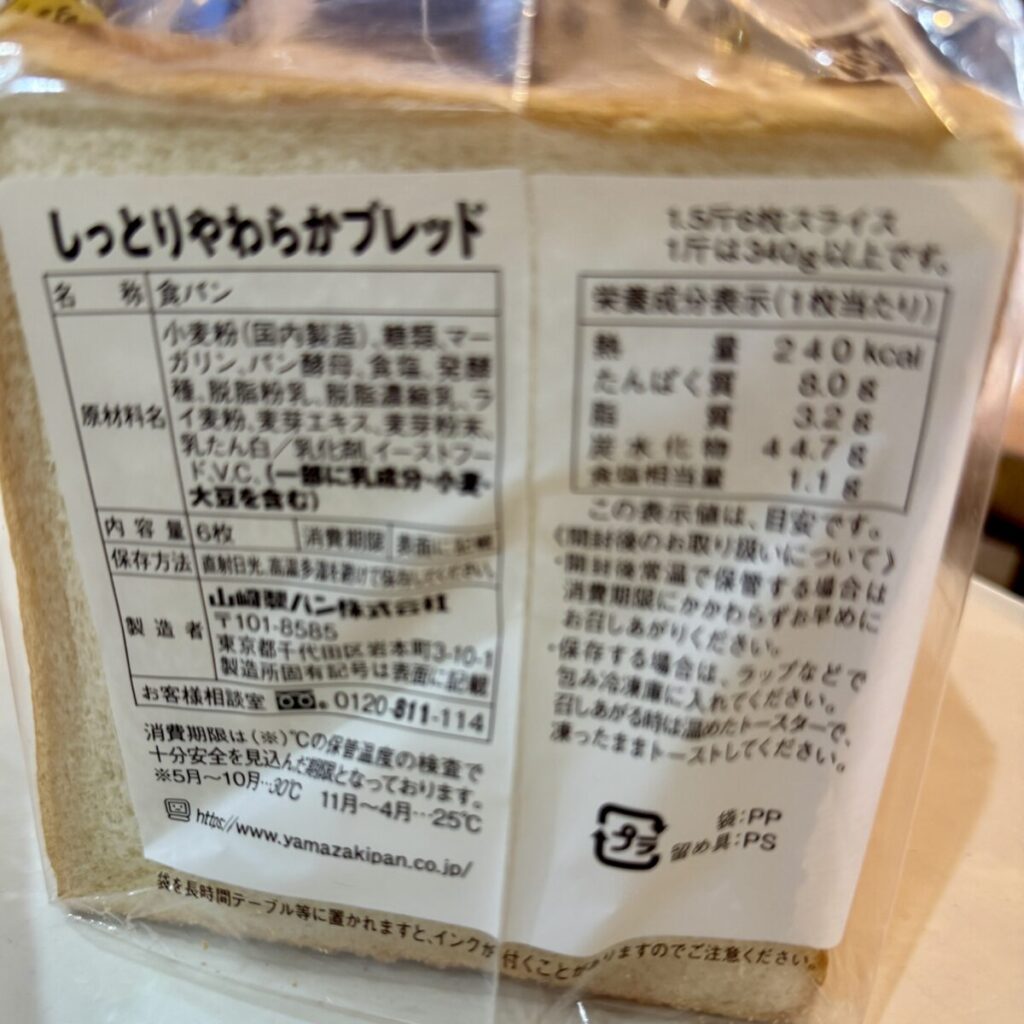 しっとりやわらかブレッド
名称 食パン
原材料名
小麦粉(国内製造)、糖類、マー
ガリン、パン酵母、食塩、発酵
種、脱脂粉乳、脱脂濃縮乳、ラ
イ麦粉、麦芽エキス、麦芽粉末、
乳たん白／乳化剤、イーストフー
ド、V.C、(一部に乳成分・小麦・
大豆を含む)
内容量 6枚 消費期限 表面に記載
保存方法 直射日光、高温多湿を避けて保存してください。
製造者
山崎製パン株式会社
〒101-8585
東京都千代田区岩本町3-10-1
製造所固有記号は表面に記載
お客様相談室 0120-811-114
消費期限は(※)℃の保管温度の検査で
十分安全を見込んだ期限となっております。
※5月～10月…30℃ 11月～4月…25℃
http://www.yamazakipan.co.jp/
1.5斤6枚スライス
1斤は340g以上です。
栄養成分表示(1枚当たり)
熱量 240kcal
たんぱく質 8.0g
脂質 3.2g
炭水化物 44.7g
食塩相当量 1.1g
この表示値は、目安です。
《開封後のお取り扱いについて》
・開封後常温で保管する場合は
消費期限にかかわらずお早めに
お召しあがりください。
・保存する場合は、ラップなどで
包み冷凍庫に入れてください。
召しあがる時は温めたトースターで、
凍ったままトーストしてください。
プラ
袋:PP
留め具:PS
袋を長時間テーブル等に置かれますと、インクが付くことがありますのでご注意ください。